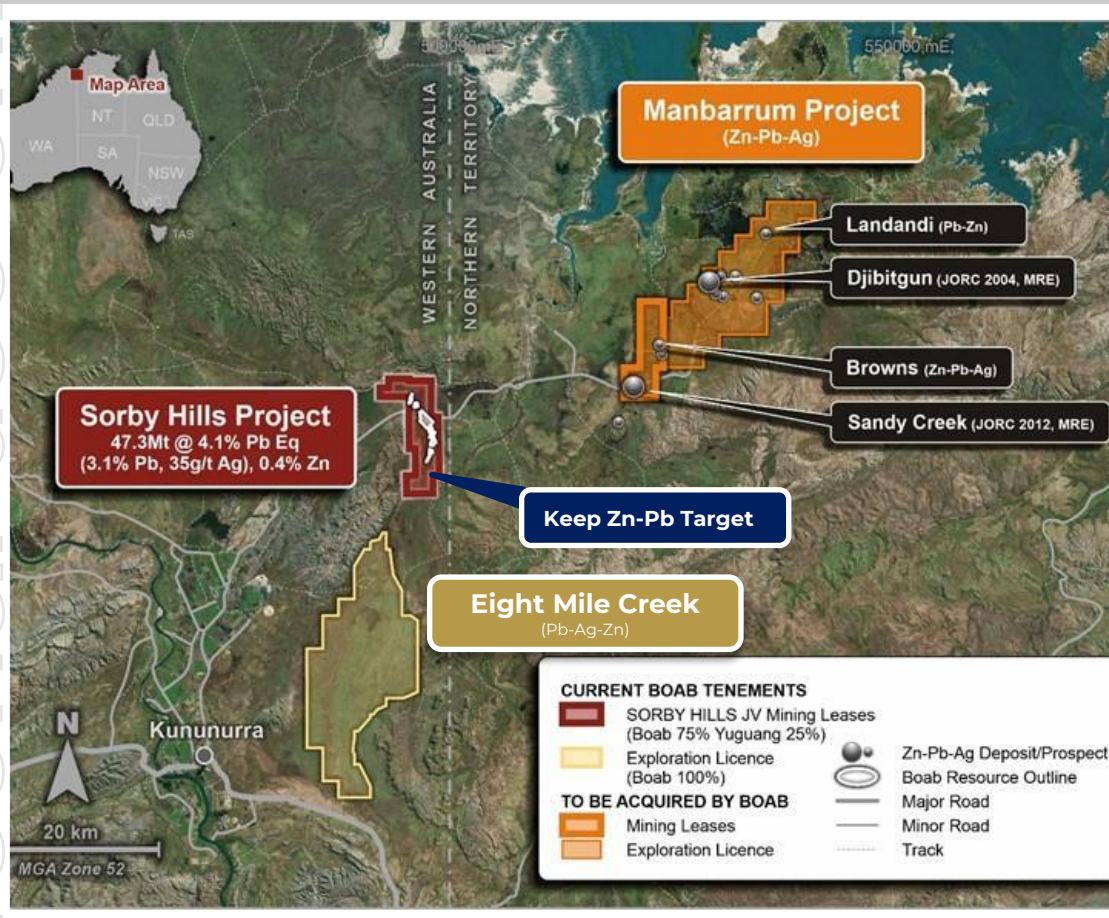 500000mE
550000,mE,
Map Area
WA
NT
QLD
SA
NSW
VIC
TAS
WESTERN AUSTRALIA
NORTHERN TERRITORY
Manbarrum Project
(Zn-Pb-Ag)
Landandi (Pb-Zn)
Djibitgun (JORC 2004, MRE)
Browns (Zn-Pb-Ag)
Sandy Creek (JORC 2012, MRE)
Sorby Hills Project
47.3Mt @ 4.1% Pb Eq
(3.1% Pb, 35g/t Ag), 0.4% Zn
Keep Zn-Pb Target
Eight Mile Creek
(Pb-Ag-Zn)
Kununurra
N
20 km
MGA Zone 52
CURRENT BOAB TENEMENTS
SORBY HILLS JV Mining Leases
(Boab 75% Yuguang 25%)
Exploration Licence
(Boab 100%)
TO BE ACQUIRED BY BOAB
Mining Leases
Exploration Licence
Zn-Pb-Ag Deposit/Prospect
Boab Resource Outline
Major Road
Minor Road
Track